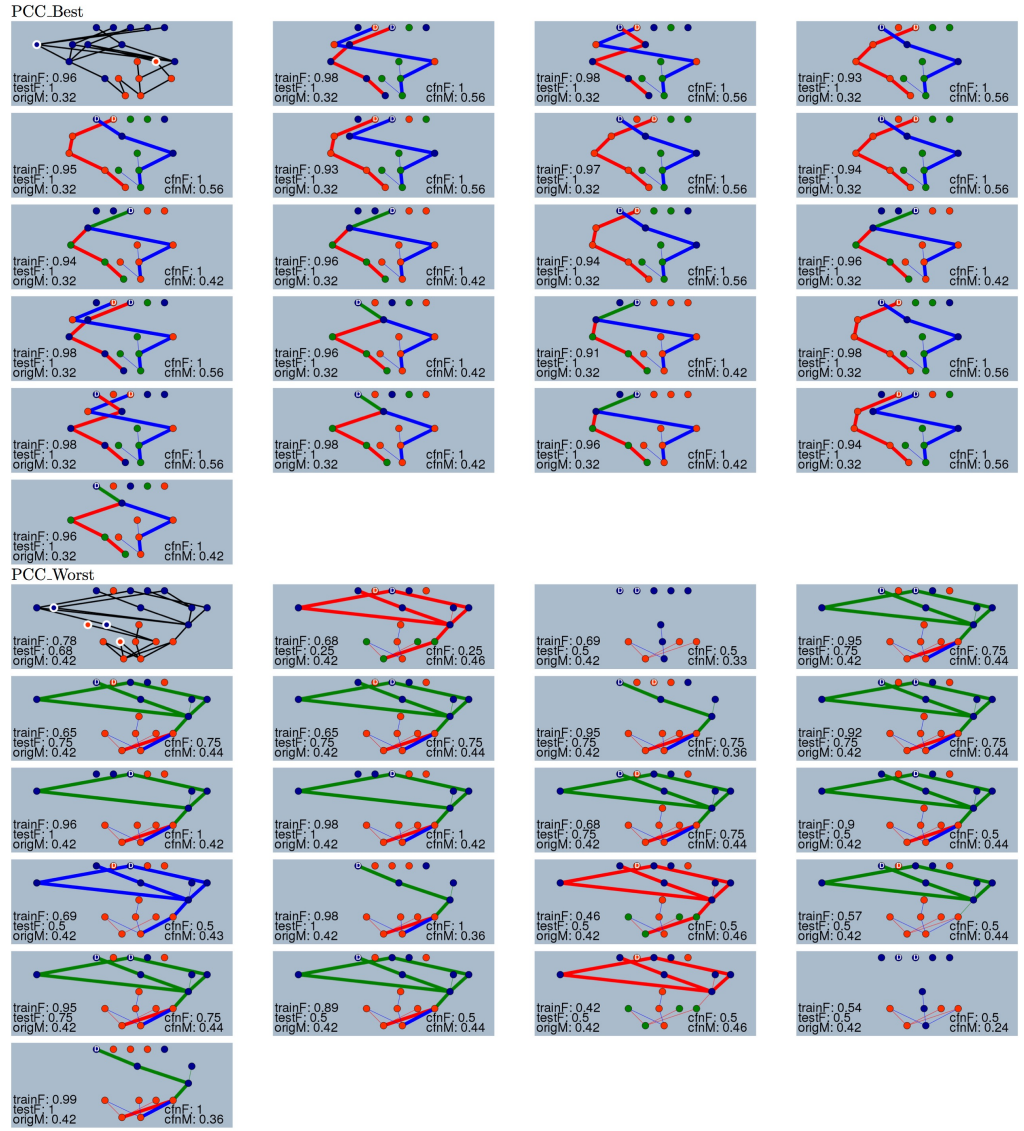 PCC_Best
trainF: 0.96
testF: 1
origM: 0.32
D D
trainF: 0.98
testF: 1
origM: 0.32
cfnF: 1
cfnM: 0.56
D D
trainF: 0.98
testF: 1
origM: 0.32
cfnF: 1
cfnM: 0.56
D D
trainF: 0.93
testF: 1
origM: 0.32
cfnF: 1
cfnM: 0.56
D D
trainF: 0.95
testF: 1
origM: 0.32
cfnF: 1
cfnM: 0.56
D D
trainF: 0.93
testF: 1
origM: 0.32
cfnF: 1
cfnM: 0.56
D D
trainF: 0.97
testF: 1
origM: 0.32
cfnF: 1
cfnM: 0.56
D D
trainF: 0.94
testF: 1
origM: 0.32
cfnF: 1
cfnM: 0.56
D
trainF: 0.94
testF: 1
origM: 0.32
cfnF: 1
cfnM: 0.42
D
trainF: 0.96
testF: 1
origM: 0.32
cfnF: 1
cfnM: 0.42
D D
trainF: 0.94
testF: 1
origM: 0.32
cfnF: 1
cfnM: 0.56
D
trainF: 0.96
testF: 1
origM: 0.32
cfnF: 1
cfnM: 0.42
D D
trainF: 0.98
testF: 1
origM: 0.32
cfnF: 1
cfnM: 0.56
D
trainF: 0.96
testF: 1
origM: 0.32
cfnF: 1
cfnM: 0.42
D
trainF: 0.91
testF: 1
origM: 0.32
cfnF: 1
cfnM: 0.42
D D
trainF: 0.98
testF: 1
origM: 0.32
cfnF: 1
cfnM: 0.56
D D
trainF: 0.98
testF: 1
origM: 0.32
cfnF: 1
cfnM: 0.56
D
trainF: 0.98
testF: 1
origM: 0.32
cfnF: 1
cfnM: 0.42
D
trainF: 0.96
testF: 1
origM: 0.32
cfnF: 1
cfnM: 0.42
D D
trainF: 0.94
testF: 1
origM: 0.32
cfnF: 1
cfnM: 0.56
D
trainF: 0.96
testF: 1
origM: 0.32
cfnF: 1
cfnM: 0.42
PCC_Worst
trainF: 0.78
testF: 0.68
origM: 0.42
D D
trainF: 0.68
testF: 0.25
origM: 0.42
cfnF: 0.25
cfnM: 0.46
D D
trainF: 0.69
testF: 0.5
origM: 0.42
cfnF: 0.5
cfnM: 0.33
D D
trainF: 0.95
testF: 0.75
origM: 0.42
cfnF: 0.75
cfnM: 0.44
D D
trainF: 0.65
testF: 0.75
origM: 0.42
cfnF: 0.75
cfnM: 0.44
D D
trainF: 0.65
testF: 0.75
origM: 0.42
cfnF: 0.75
cfnM: 0.44
D
trainF: 0.95
testF: 0.75
origM: 0.42
cfnF: 0.75
cfnM: 0.36
D D
trainF: 0.92
testF: 0.75
origM: 0.42
cfnF: 0.75
cfnM: 0.44
D
trainF: 0.96
testF: 1
origM: 0.42
cfnF: 1
cfnM: 0.42
D
trainF: 0.98
testF: 1
origM: 0.42
cfnF: 1
cfnM: 0.42
D D
trainF: 0.68
testF: 0.75
origM: 0.42
cfnF: 0.75
cfnM: 0.44
D D
trainF: 0.9
testF: 0.5
origM: 0.42
cfnF: 0.5
cfnM: 0.44
D D
trainF: 0.69
testF: 0.5
origM: 0.42
cfnF: 0.5
cfnM: 0.43
D
trainF: 0.98
testF: 1
origM: 0.42
cfnF: 1
cfnM: 0.36
D
trainF: 0.46
testF: 0.5
origM: 0.42
cfnF: 0.5
cfnM: 0.46
D D
trainF: 0.57
testF: 0.5
origM: 0.42
cfnF: 0.5
cfnM: 0.44
D D
trainF: 0.95
testF: 0.75
origM: 0.42
cfnF: 0.75
cfnM: 0.44
D D
trainF: 0.89
testF: 0.5
origM: 0.42
cfnF: 0.5
cfnM: 0.44
D
trainF: 0.42
testF: 0.5
origM: 0.42
cfnF: 0.5
cfnM: 0.46
D D
trainF: 0.54
testF: 0.5
origM: 0.42
cfnF: 0.5
cfnM: 0.24
D
trainF: 0.99
testF: 1
origM: 0.42
cfnF: 1
cfnM: 0.36